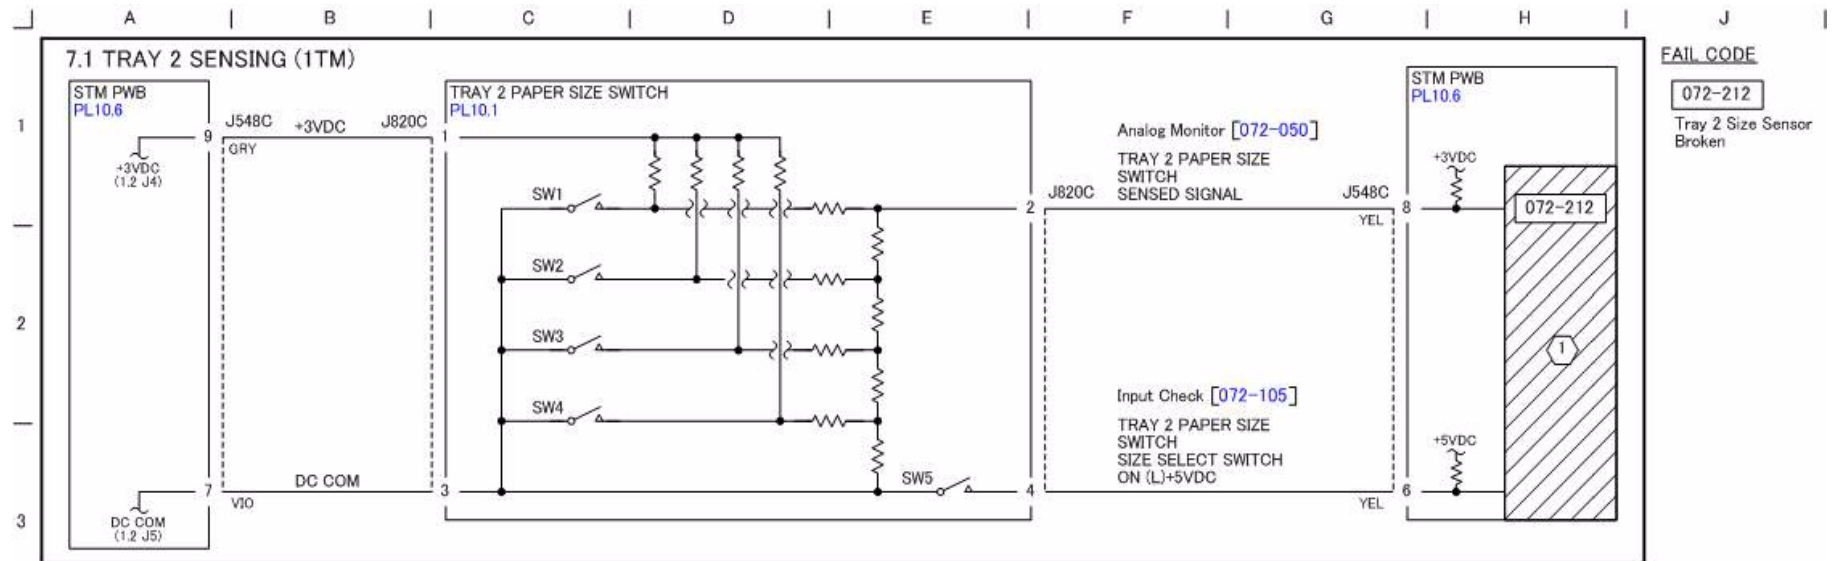 A B C D E F G H J
7.1 TRAY 2 SENSING (1TM)
FAIL CODE
072-212
Tray 2 Size Sensor
Broken
1
2
3
STM PWB
PL10.6
9
+3VDC
(1.2 J4)
7
DC COM
(1.2 J5)
J548C
+3VDC
J820C
GRY
DC COM
VIO
TRAY 2 PAPER SIZE SWITCH
PL10.1
1
SW1
2
SW2
SW3
SW4
SW5
3
4
J820C
Analog Monitor [072-050]
TRAY 2 PAPER SIZE
SWITCH
SENSED SIGNAL
J548C
YEL
Input Check [072-105]
TRAY 2 PAPER SIZE
SWITCH
SIZE SELECT SWITCH
ON (L)+5VDC
YEL
STM PWB
PL10.6
+3VDC
8
072-212
1
+5VDC
6